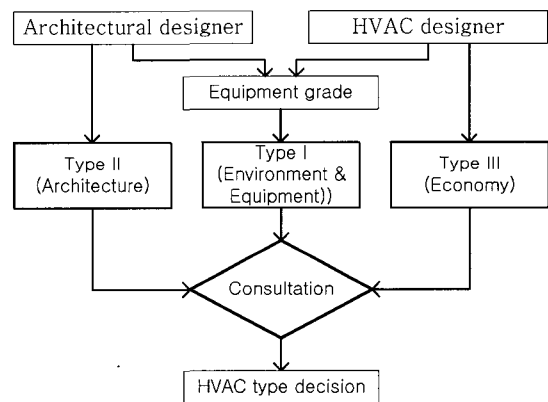 Architectural designer
HVAC designer
Equipment grade
Type II
(Architecture)
Type I
(Environment &
Equipment))
Type III
(Economy)
Consultation
HVAC type decision